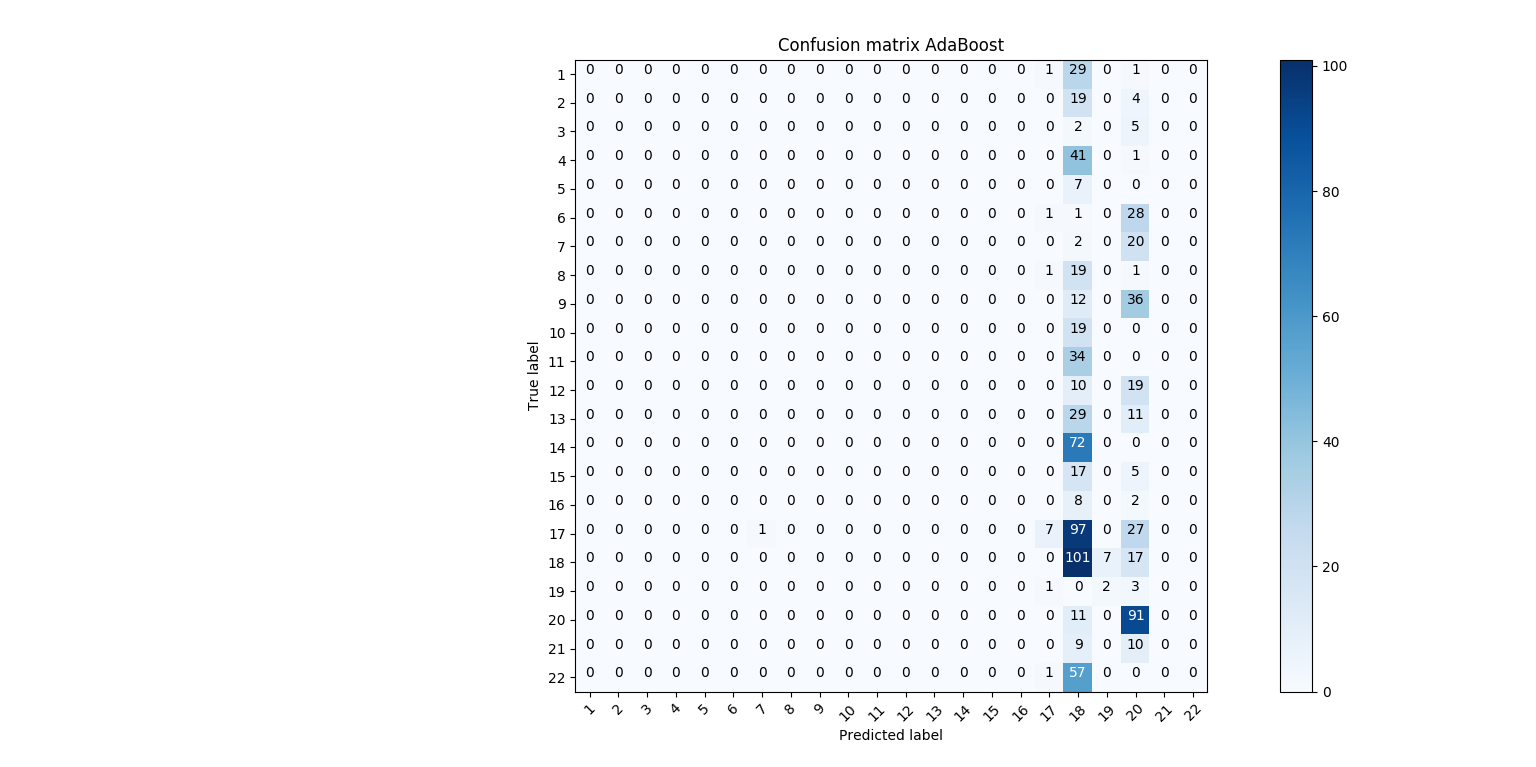 Confusion matrix AdaBoost
1 0 0 0 0 0 0 0 0 0 0 0 0 0 0 0 0 1 29 0 1 0 0
2 0 0 0 0 0 0 0 0 0 0 0 0 0 0 0 0 0 19 0 4 0 0
3 0 0 0 0 0 0 0 0 0 0 0 0 0 0 0 0 0 2 0 5 0 0
4 0 0 0 0 0 0 0 0 0 0 0 0 0 0 0 0 0 41 0 1 0 0
5 0 0 0 0 0 0 0 0 0 0 0 0 0 0 0 0 0 7 0 0 0 0
6 0 0 0 0 0 0 0 0 0 0 0 0 0 0 0 0 1 1 0 28 0 0
7 0 0 0 0 0 0 0 0 0 0 0 0 0 0 0 0 0 2 0 20 0 0
8 0 0 0 0 0 0 0 0 0 0 0 0 0 0 0 0 1 19 0 1 0 0
9 0 0 0 0 0 0 0 0 0 0 0 0 0 0 0 0 0 12 0 36 0 0
10 0 0 0 0 0 0 0 0 0 0 0 0 0 0 0 0 0 19 0 0 0 0
11 0 0 0 0 0 0 0 0 0 0 0 0 0 0 0 0 0 34 0 0 0 0
12 0 0 0 0 0 0 0 0 0 0 0 0 0 0 0 0 0 10 0 19 0 0
13 0 0 0 0 0 0 0 0 0 0 0 0 0 0 0 0 0 29 0 11 0 0
14 0 0 0 0 0 0 0 0 0 0 0 0 0 0 0 0 0 72 0 0 0 0
15 0 0 0 0 0 0 0 0 0 0 0 0 0 0 0 0 0 17 0 5 0 0
16 0 0 0 0 0 0 0 0 0 0 0 0 0 0 0 0 0 8 0 2 0 0
17 0 0 0 0 0 0 1 0 0 0 0 0 0 0 0 0 7 97 0 27 0 0
18 0 0 0 0 0 0 0 0 0 0 0 0 0 0 0 0 0 101 7 17 0 0
19 0 0 0 0 0 0 0 0 0 0 0 0 0 0 0 0 1 0 2 3 0 0
20 0 0 0 0 0 0 0 0 0 0 0 0 0 0 0 0 0 11 0 91 0 0
21 0 0 0 0 0 0 0 0 0 0 0 0 0 0 0 0 0 9 0 10 0 0
22 0 0 0 0 0 0 0 0 0 0 0 0 0 0 0 0 1 57 0 0 0 0
1 2 3 4 5 6 7 8 9 10 11 12 13 14 15 16 17 18 19 20 21 22
Predicted label
True label
100
80
60
40
20
0